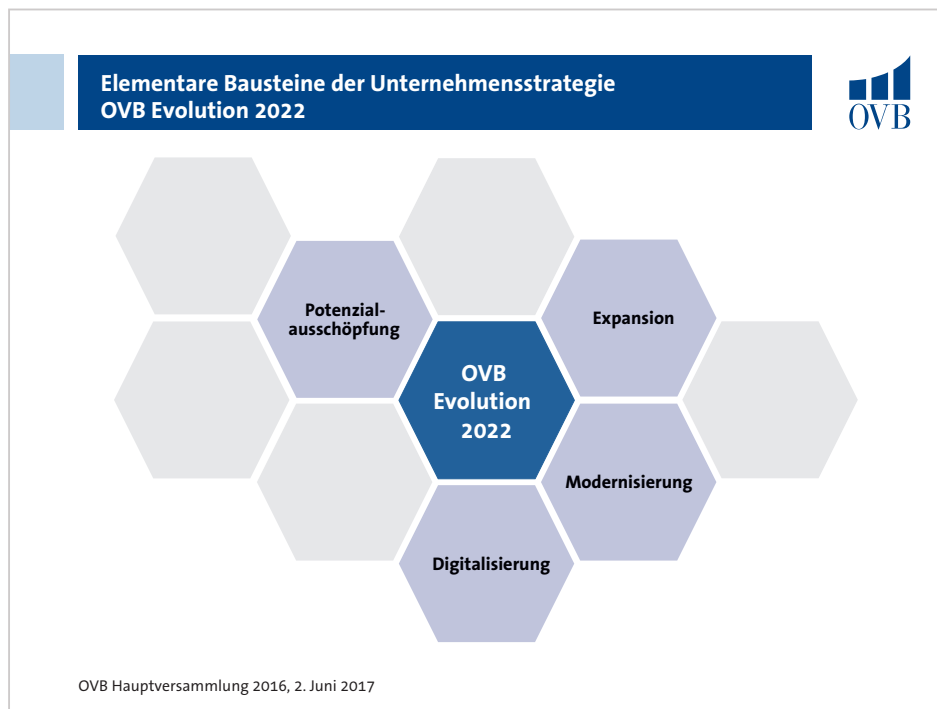 Elementare Bausteine der Unternehmensstrategie
OVB Evolution 2022
OVB
Potenzial-
ausschöpfung
Expansion
OVB
Evolution
2022
Modernisierung
Digitalisierung
OVB Hauptversammlung 2016, 2. Juni 2017